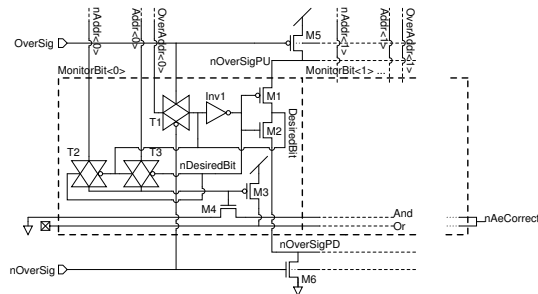 nAddr<0>
Addr<0>
OverAddr<0>
nAddr<1>
Addr<1>
OverAddr<1>
OverSig
M5
nOverSigPU
MonitorBit<0>
MonitorBit<1> ...
Inv1
M1
T1
M2
DesiredBit
T2
T3
nDesiredBit
M3
M4
And
Or
nAeCorrect
nOverSigPD
nOverSig
M6